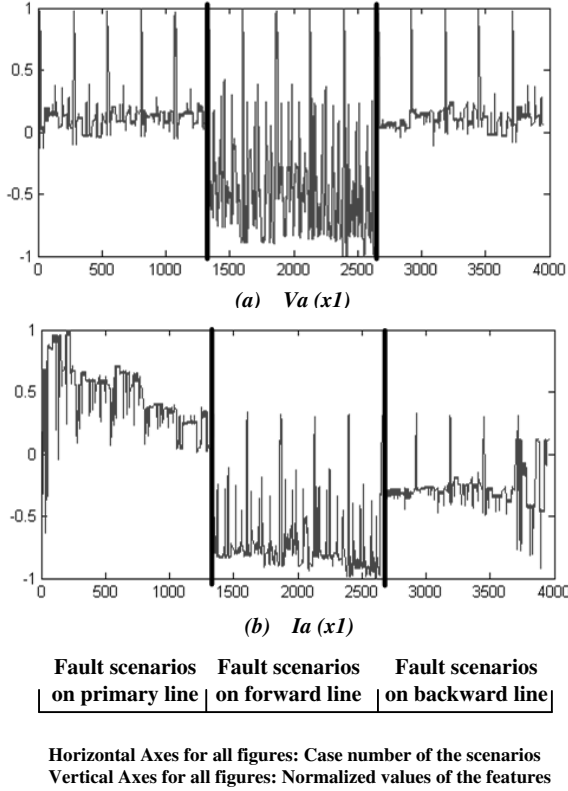 1
0.5
0
-0.5
-1
0 500 1000 1500 2000 2500 3000 3500 4000
(a) Va (x1)
1
0.5
0
-0.5
-1
0 500 1000 1500 2000 2500 3000 3500 4000
(b) Ia (x1)
Fault scenarios Fault scenarios Fault scenarios
on primary line on forward line on backward line
Horizontal Axes for all figures: Case number of the scenarios
Vertical Axes for all figures: Normalized values of the features